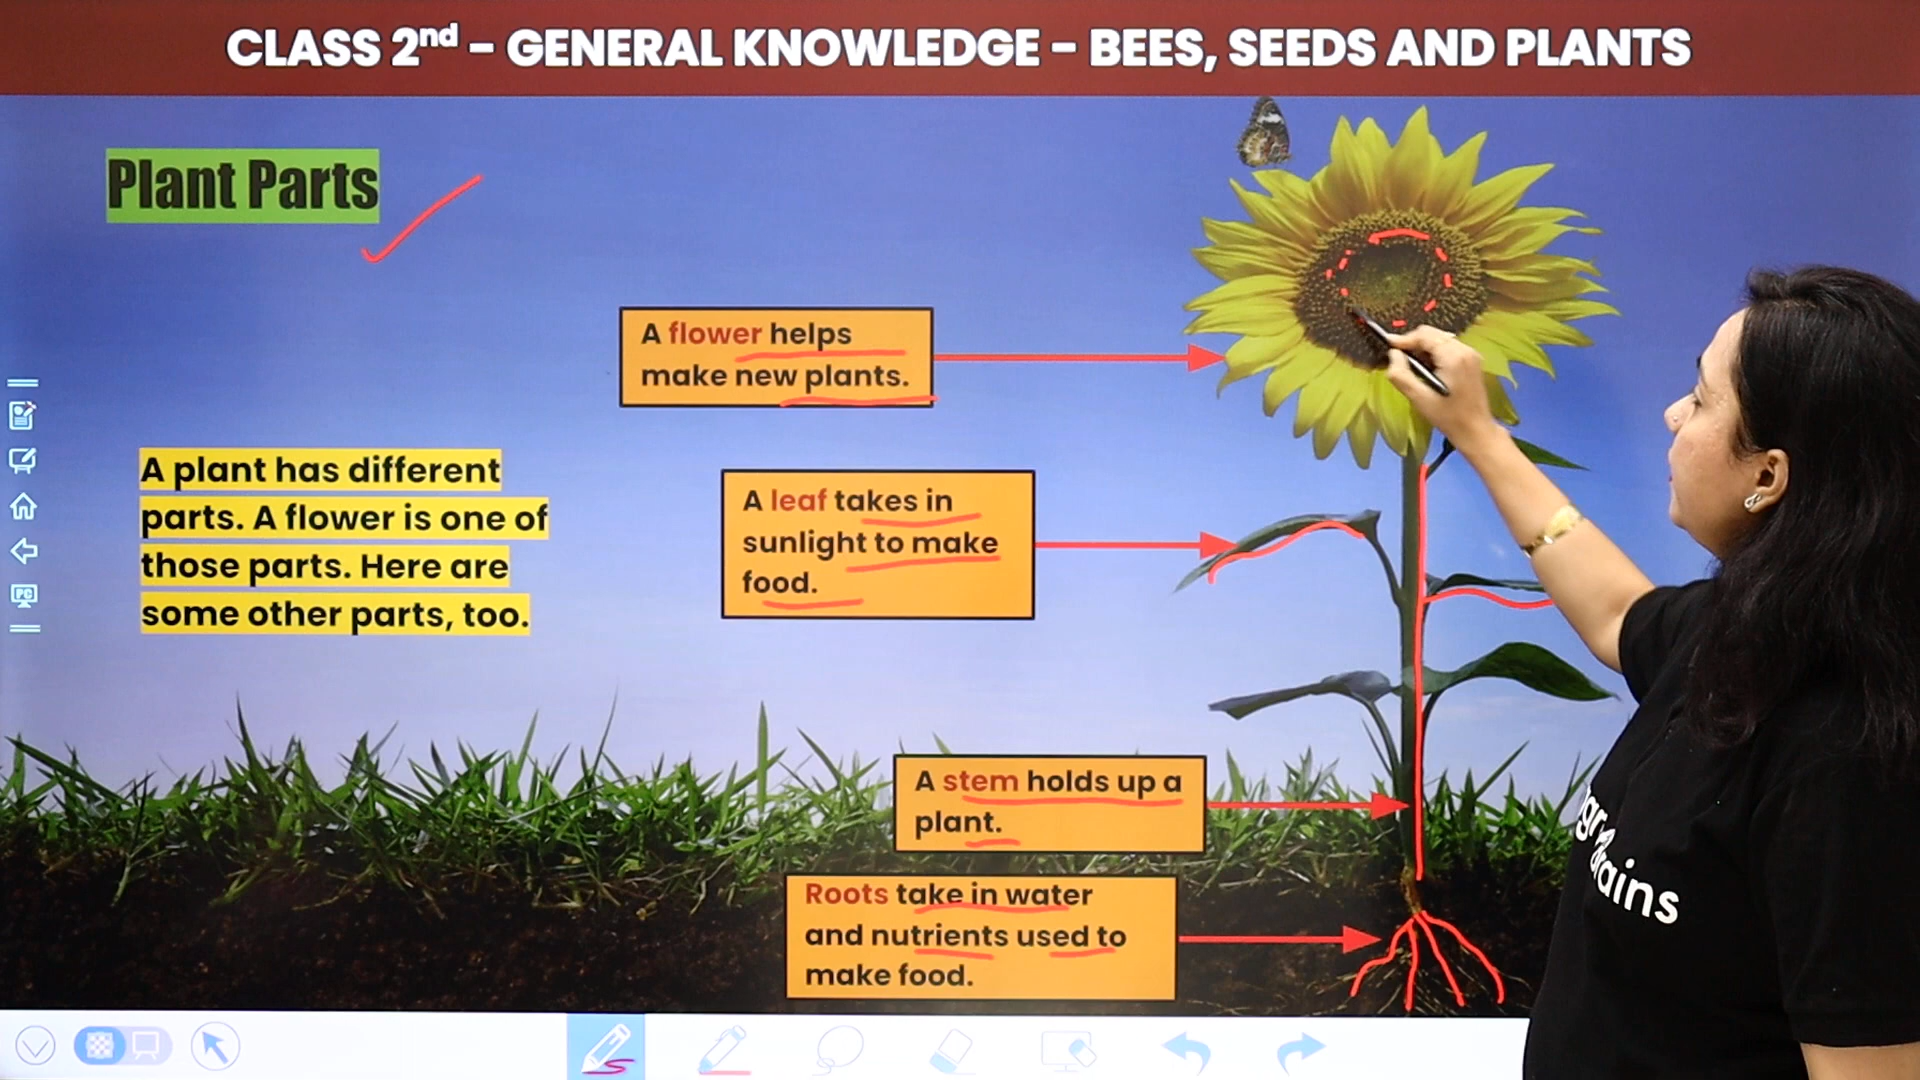 CLASS 2nd - GENERAL KNOWLEDGE - BEES, SEEDS AND PLANTS
Plant Parts
A flower helps
make new plants.
A plant has different
parts. A flower is one of
those parts. Here are
some other parts, too.
A leaf takes in
sunlight to make
food.
A stem holds up a
plant.
Roots take in water
and nutrients used to
make food.
PC